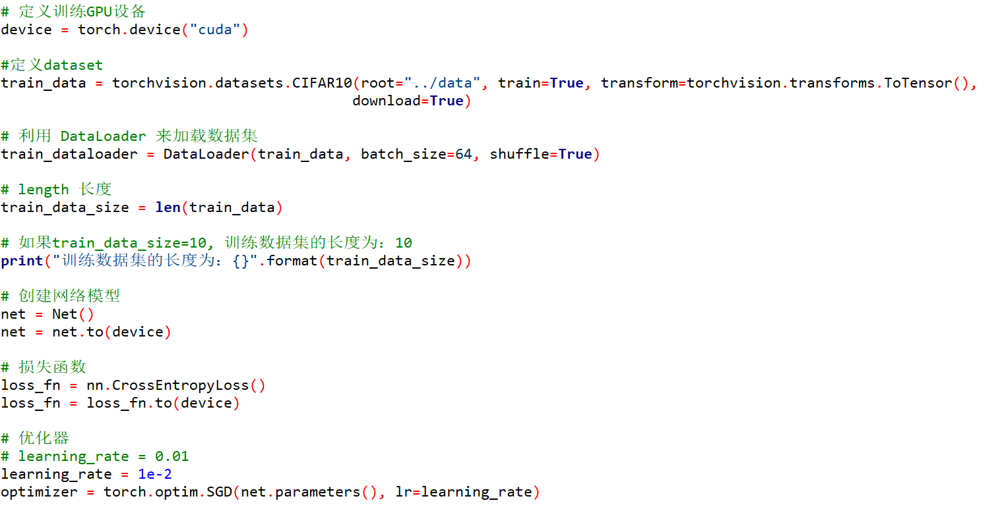 # 定义训练GPU设备
device = torch.device("cuda")
#定义dataset
train_data = torchvision.datasets.CIFAR10(root="../data", train=True, transform=torchvision.transforms.ToTensor(),
download=True)
# 利用 DataLoader 来加载数据集
train_dataloader = DataLoader(train_data, batch_size=64, shuffle=True)
# length 长度
train_data_size = len(train_data)
# 如果train_data_size=10, 训练数据集的长度为：10
print("训练数据集的长度为：{}".format(train_data_size))
# 创建网络模型
net = Net()
net = net.to(device)
# 损失函数
loss_fn = nn.CrossEntropyLoss()
loss_fn = loss_fn.to(device)
# 优化器
# learning_rate = 0.01
learning_rate = 1e-2
optimizer = torch.optim.SGD(net.parameters(), lr=learning_rate)